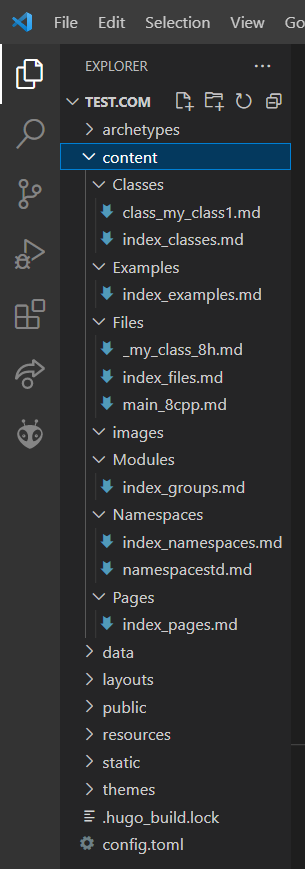 File Edit Selection View Go
EXPLORER
TEST.COM
archetypes
content
Classes
class_my_class1.md
index_classes.md
Examples
index_examples.md
Files
_my_class_8h.md
index_files.md
main_8cpp.md
images
Modules
index_groups.md
Namespaces
index_namespaces.md
namespacestd.md
Pages
index_pages.md
data
layouts
public
resources
static
themes
.hugo_build.lock
config.toml